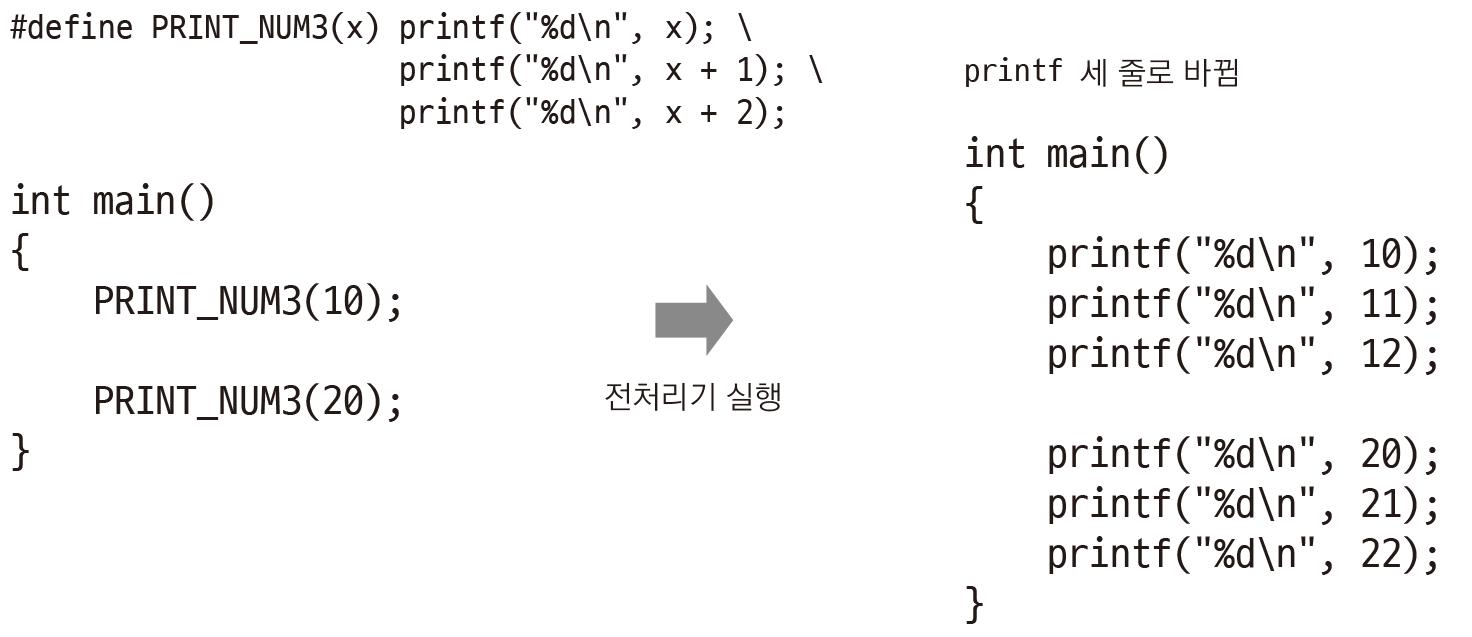 #define PRINT_NUM3(x) printf("%d\n", x); \
                      printf("%d\n", x + 1); \
                      printf("%d\n", x + 2);
int main()
{
    PRINT_NUM3(10);
    PRINT_NUM3(20);
}
전처리기 실행
printf 세 줄로 바뀜
int main()
{
    printf("%d\n", 10);
    printf("%d\n", 11);
    printf("%d\n", 12);
    printf("%d\n", 20);
    printf("%d\n", 21);
    printf("%d\n", 22);
}